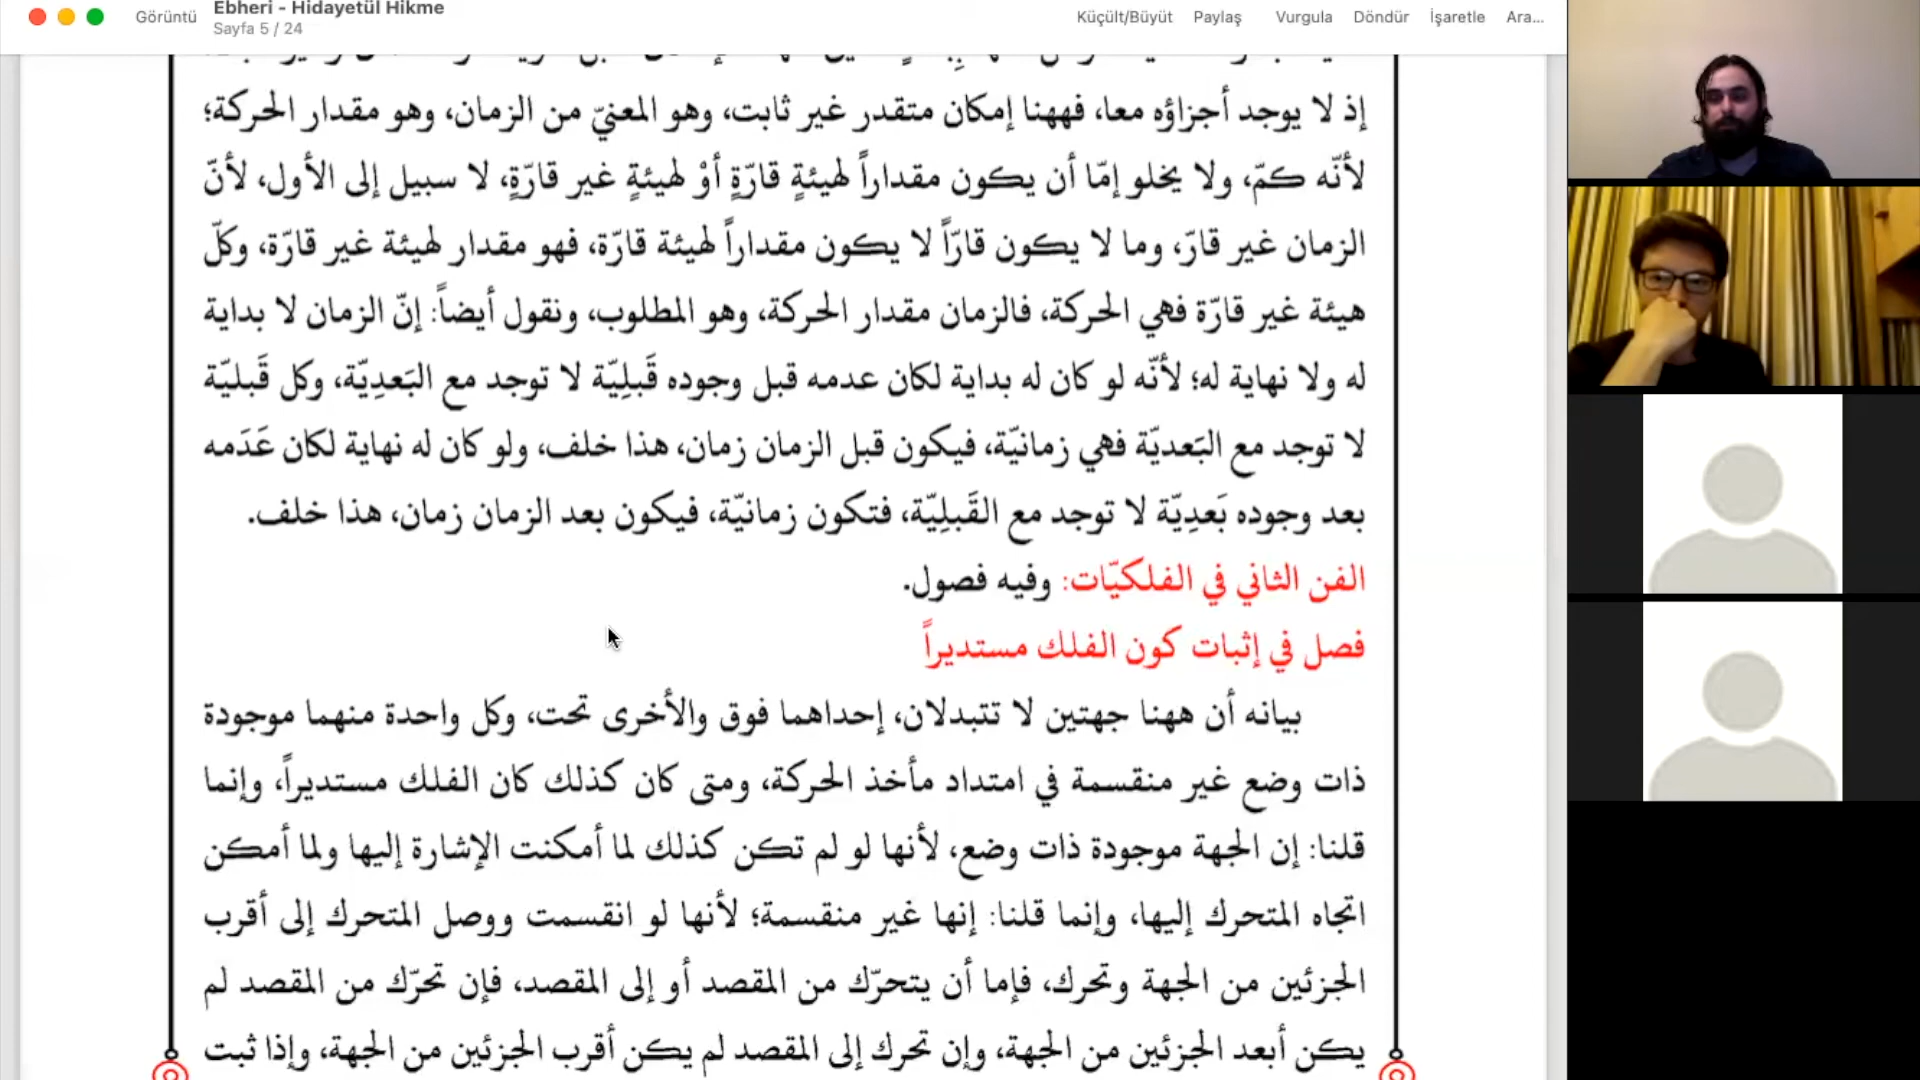 Görüntü
Ebheri - Hidayetül Hikme
Sayfa 5 / 24
Küçült/Büyüt Paylaş Vurgula Döndür İşaretle Ara...
إذ لا يوجد أجزاؤه معا، فههنا إمكان متقدر غير ثابت، وهو المعنيّ من الزمان، وهو مقدار الحركة؛
لأنّه كمّ، ولا يخلو إمّا أن يكون مقداراً لهيئةٍ قارّةٍ أوْ لهيئةٍ غير قارّةٍ، لا سبيل إلى الأول، لأنّ
الزمان غير قارّ، وما لا يكون قارّاً لا يكون مقداراً لهيئة قارّة، فهو مقدار لهيئة غير قارّة، وكلّ
هيئة غير قارّة فهي الحركة، فالزمان مقدار الحركة، وهو المطلوب، ونقول أيضاً: إنّ الزمان لا بداية
له ولا نهاية له؛ لأنّه لو كان له بداية لكان عدمه قبل وجوده قَبلِيّة لا توجد مع البَعدِيّة، وكل قَبليّة
لا توجد مع البَعديّة فهي زمانيّة، فيكون قبل الزمان زمان، هذا خلف، ولو كان له نهاية لكان عَدَمه
بعد وجوده بَعدِيّة لا توجد مع القَبلِيّة، فتكون زمانيّة، فيكون بعد الزمان زمان، هذا خلف.
الفن الثاني في الفلكيّات: وفيه فصول.
فصل في إثبات كون الفلك مستديراً
بيانه أن ههنا جهتين لا تتبدلان، إحداهما فوق والأخرى تحت، وكل واحدة منهما موجودة
ذات وضع غير منقسمة في امتداد مأخذ الحركة، ومتى كان كذلك كان الفلك مستديراً، وإنما
قلنا: إن الجهة موجودة ذات وضع، لأنها لو لم تكن كذلك لما أمكنت الإشارة إليها ولما أمكن
اتجاه المتحرك إليها، وإنما قلنا: إنها غير منقسمة؛ لأنها لو انقسمت ووصل المتحرك إلى أقرب
الجزئين من الجهة وتحرك، فإما أن يتحرّك من المقصد أو إلى المقصد، فإن تحرّك من المقصد لم
يكن أبعد الجزئين من الجهة، وإن تحرك إلى المقصد لم يكن أقرب الجزئين من الجهة، وإذا ثبت